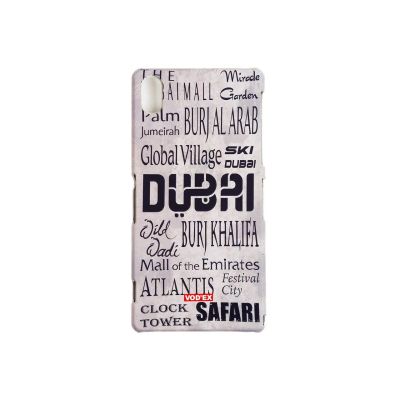 THE Miracle
BAI MALL Garden
Palm
Jumeirah BURJ AL ARAB
Global Village SKI
DUBAI
DUBAI
Wild
Wadi BURJ KHALIFA
Mall of the Emirates
ATLANTIS Festival
City
VOD'EX
CLOCK
TOWER SAFARI